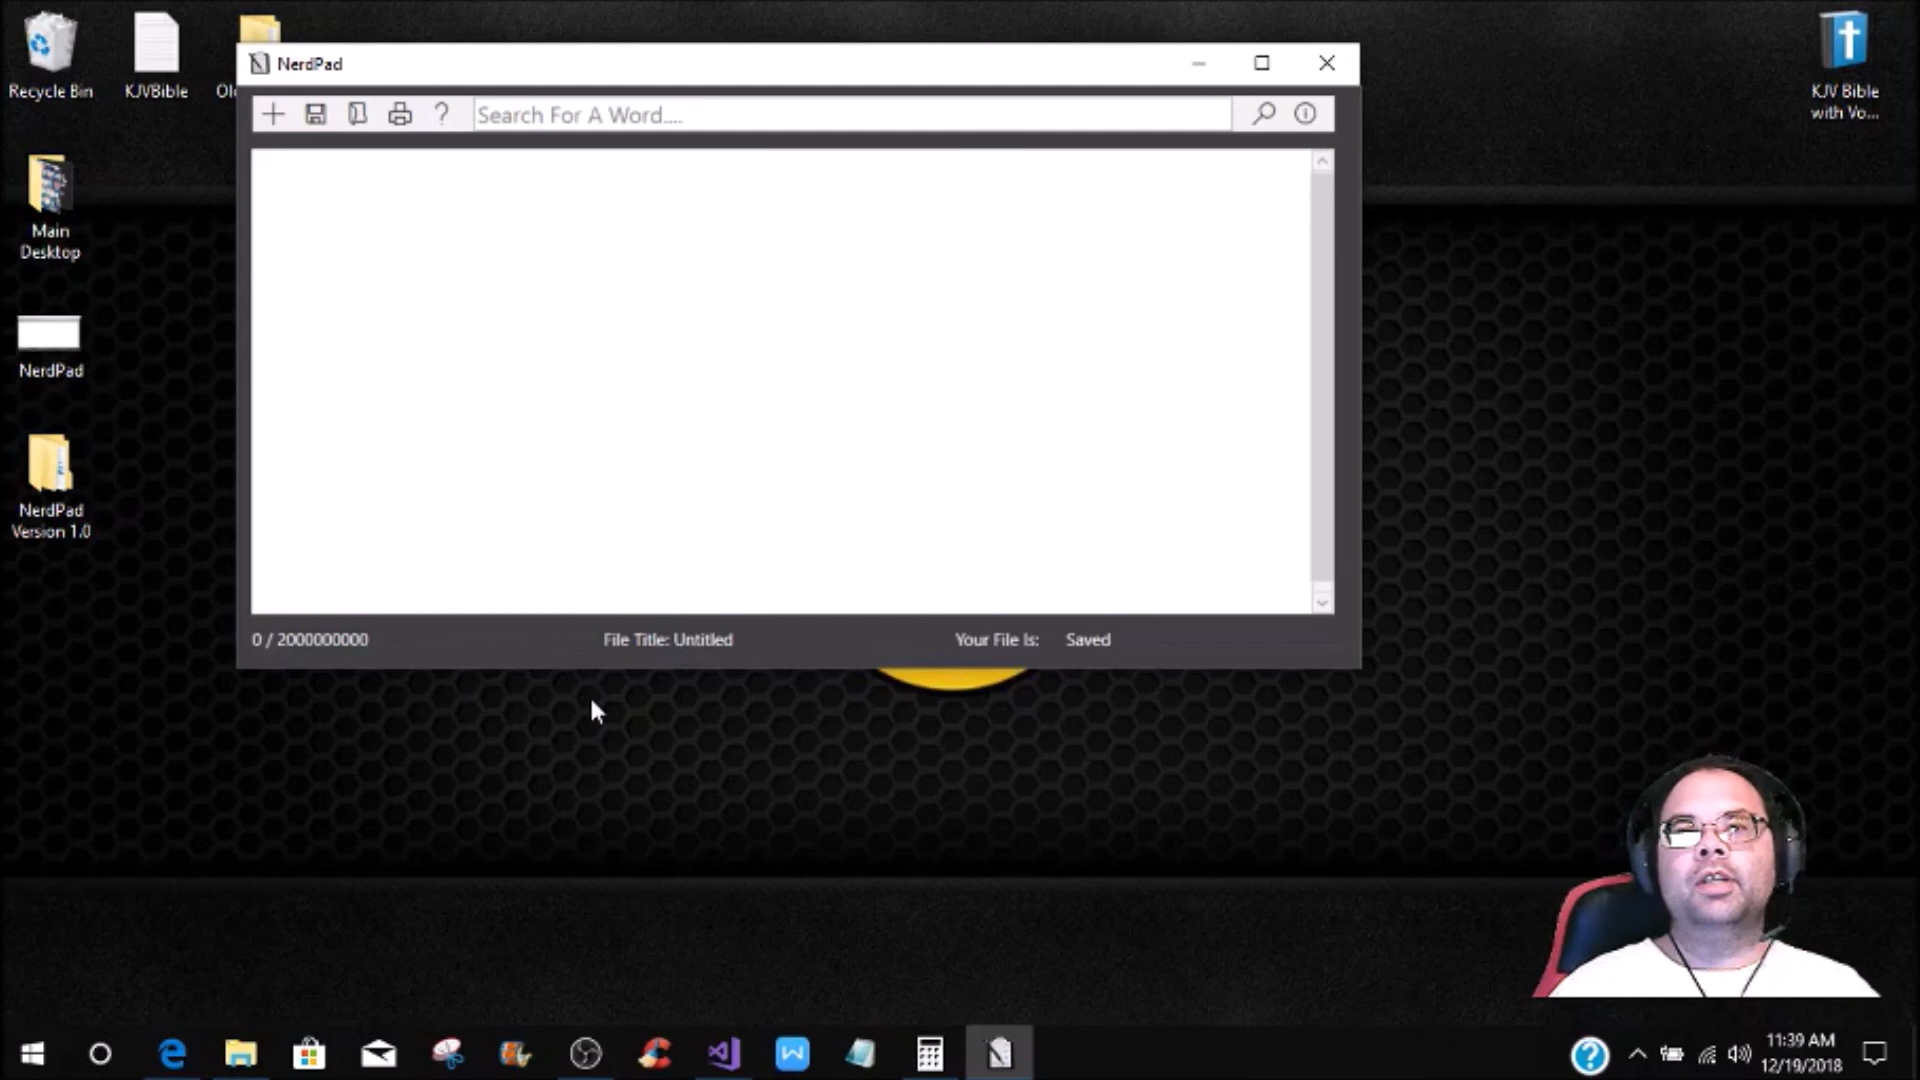 Recycle Bin
KJVBible
NerdPad
Search For A Word....
KJV Bible
with Vo...
Main
Desktop
NerdPad
NerdPad
Version 1.0
0 / 2000000000
File Title: Untitled
Your File Is:
Saved
11:39 AM
12/19/2018